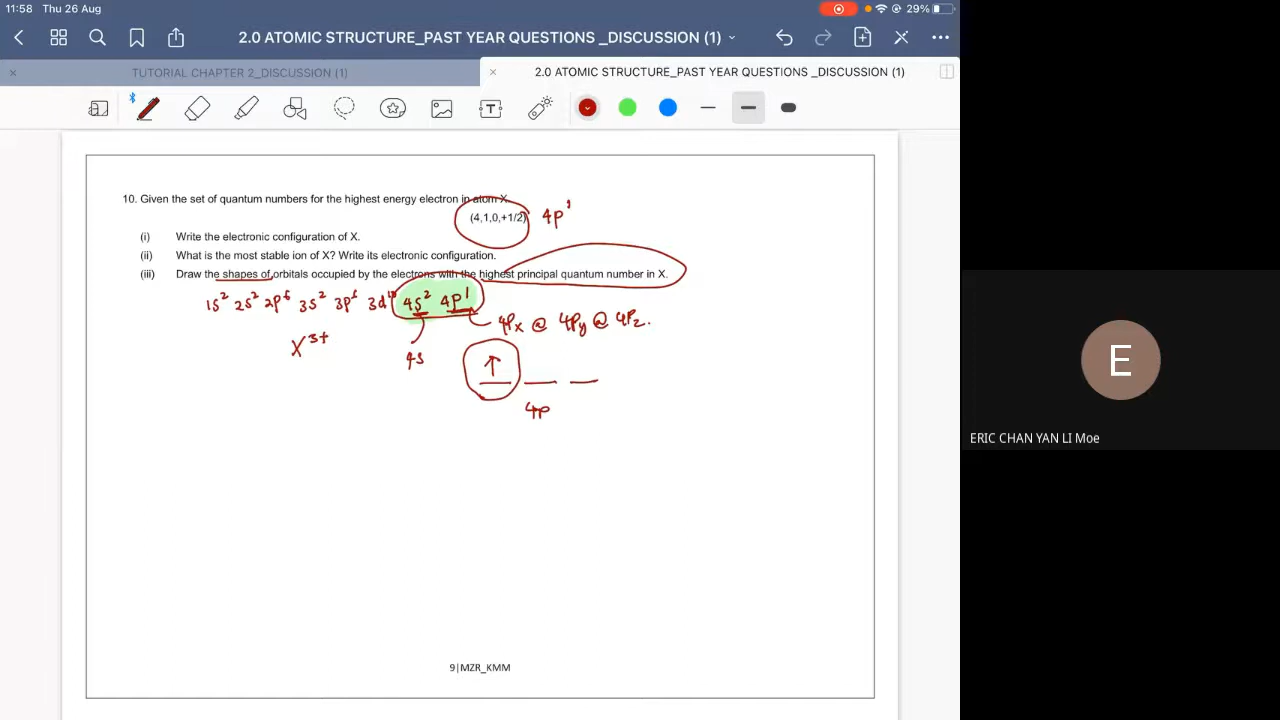 11:58 Thu 26 Aug
29%
2.0 ATOMIC STRUCTURE_PAST YEAR QUESTIONS _DISCUSSION (1)
TUTORIAL CHAPTER 2_DISCUSSION (1)
2.0 ATOMIC STRUCTURE_PAST YEAR QUESTIONS _DISCUSSION (1)
10. Given the set of quantum numbers for the highest energy electron in atom X.
(4,1,0,+1/2) 4p¹
(i) Write the electronic configuration of X.
(ii) What is the most stable ion of X? Write its electronic configuration.
(iii) Draw the shapes of orbitals occupied by the electrons with the highest principal quantum number in X.
1s² 2s² 2p⁶ 3s² 3p⁶ 3d¹⁰ 4s² 4p¹
4Px @ 4Py @ 4Pz.
X³⁺
4s
↑
4p
9|MZR_KMM
E
ERIC CHAN YAN LI Moe